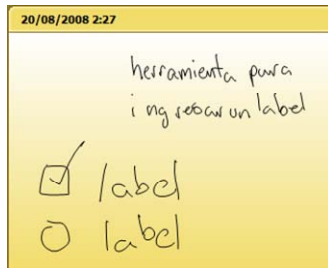 20/08/2008 2:27
herramienta para
ingresar un label
label
label